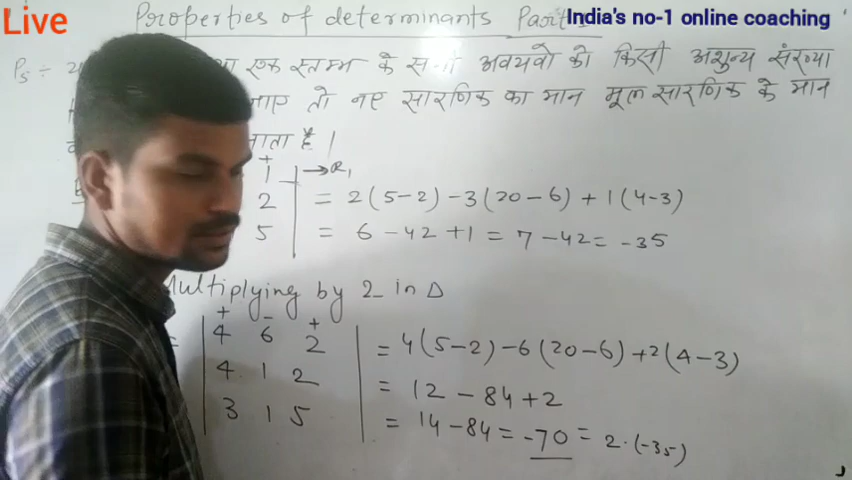 Live
Properties of determinants Part
India's no-1 online coaching
P5 ÷ एक स्तम्भ के अवयवो को किसी अशुन्य संख्या
जाए तो नए सारणिक का मान मूल सारणिक के मान
जाता है |
+
1 → R1
2 = 2(5-2) -3(20-6) + 1(4-3)
5 = 6 - 42 + 1 = 7 - 42 = -35
Multiplying by 2 in Δ
+ - +
= 4 6 2 = 4(5-2) - 6(20-6) + 2(4-3)
4 1 2 = 12 - 84 + 2
3 1 5 = 14 - 84 = -70 = 2·(-35)